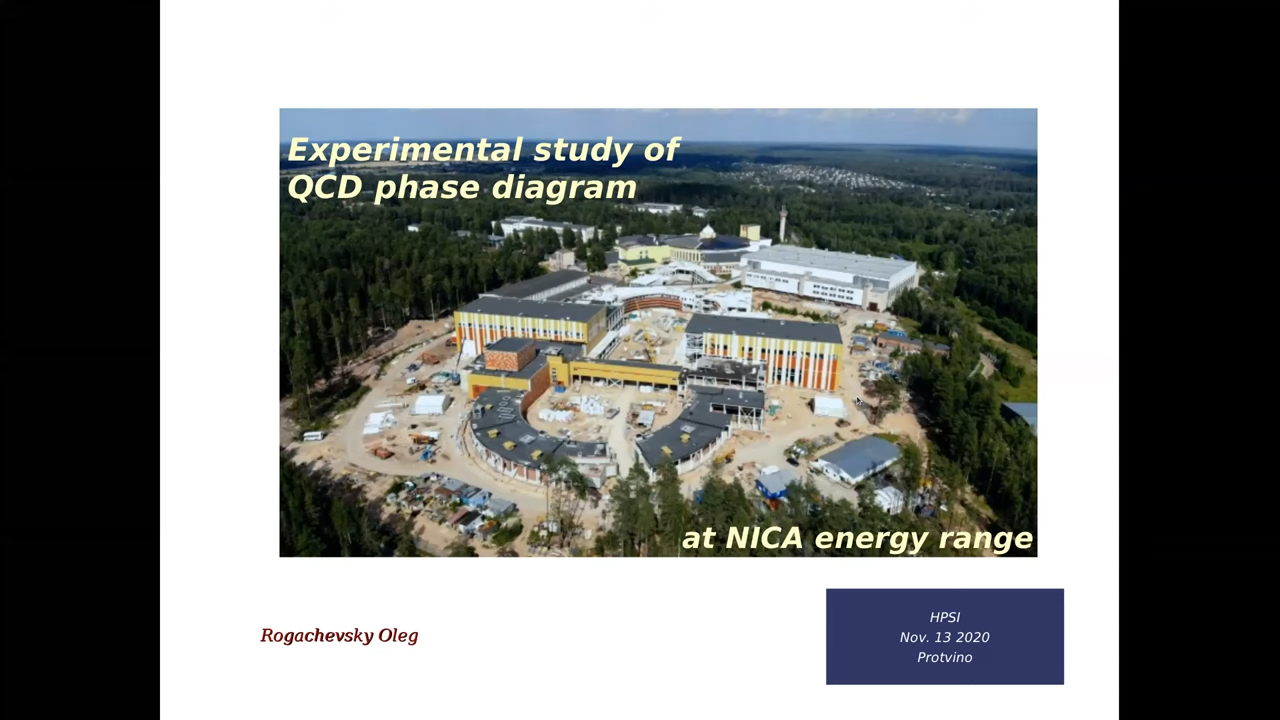 Experimental study of
QCD phase diagram
at NICA energy range
Rogachevsky Oleg
HPSI
Nov. 13 2020
Protvino